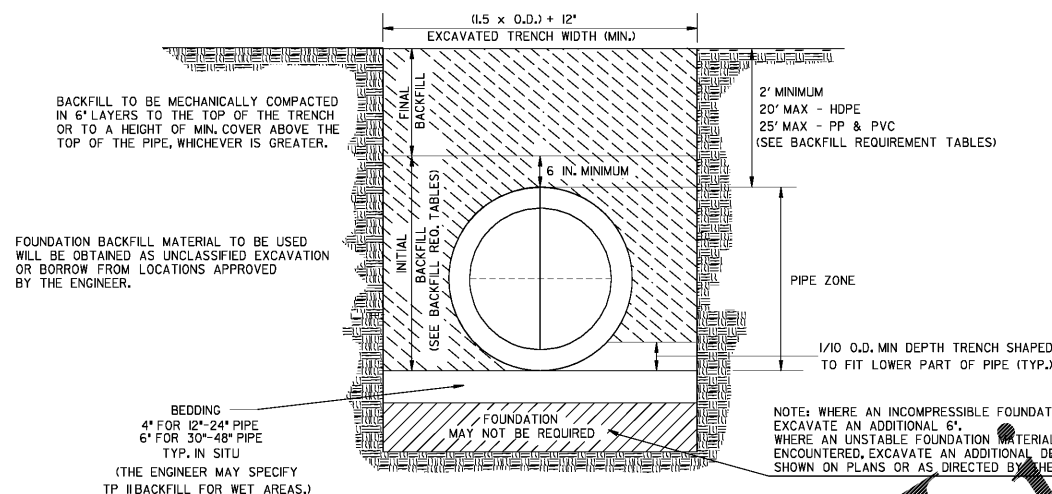 (1.5 x O.D.) + 12"
EXCAVATED TRENCH WIDTH (MIN.)
BACKFILL TO BE MECHANICALLY COMPACTED
IN 6" LAYERS TO THE TOP OF THE TRENCH
OR TO A HEIGHT OF MIN. COVER ABOVE THE
TOP OF THE PIPE, WHICHEVER IS GREATER.
FINAL
BACKFILL
2' MINIMUM
20' MAX - HDPE
25' MAX - PP & PVC
(SEE BACKFILL REQUIREMENT TABLES)
6 IN. MINIMUM
INITIAL
BACKFILL
(SEE BACKFILL REQ. TABLES)
FOUNDATION BACKFILL MATERIAL TO BE USED
WILL BE OBTAINED AS UNCLASSIFIED EXCAVATION
OR BORROW FROM LOCATIONS APPROVED
BY THE ENGINEER.
PIPE ZONE
1/10 O.D. MIN DEPTH TRENCH SHAPED
TO FIT LOWER PART OF PIPE (TYP.)
BEDDING
4" FOR 12"-24" PIPE
6" FOR 30"-48" PIPE
TYP. IN SITU
(THE ENGINEER MAY SPECIFY
TP II BACKFILL FOR WET AREAS.)
FOUNDATION
MAY NOT BE REQUIRED
NOTE: WHERE AN INCOMPRESSIBLE FOUNDAT
EXCAVATE AN ADDITIONAL 6".
WHERE AN UNSTABLE FOUNDATION MATERIAL
ENCOUNTERED, EXCAVATE AN ADDITIONAL DE
SHOWN ON PLANS OR AS DIRECTED BY THE